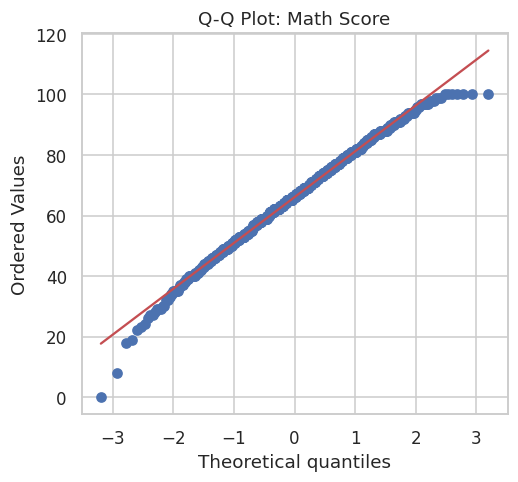 Q-Q Plot: Math Score
120
100
80
60
40
20
0
Ordered Values
−3 −2 −1 0 1 2 3
Theoretical quantiles